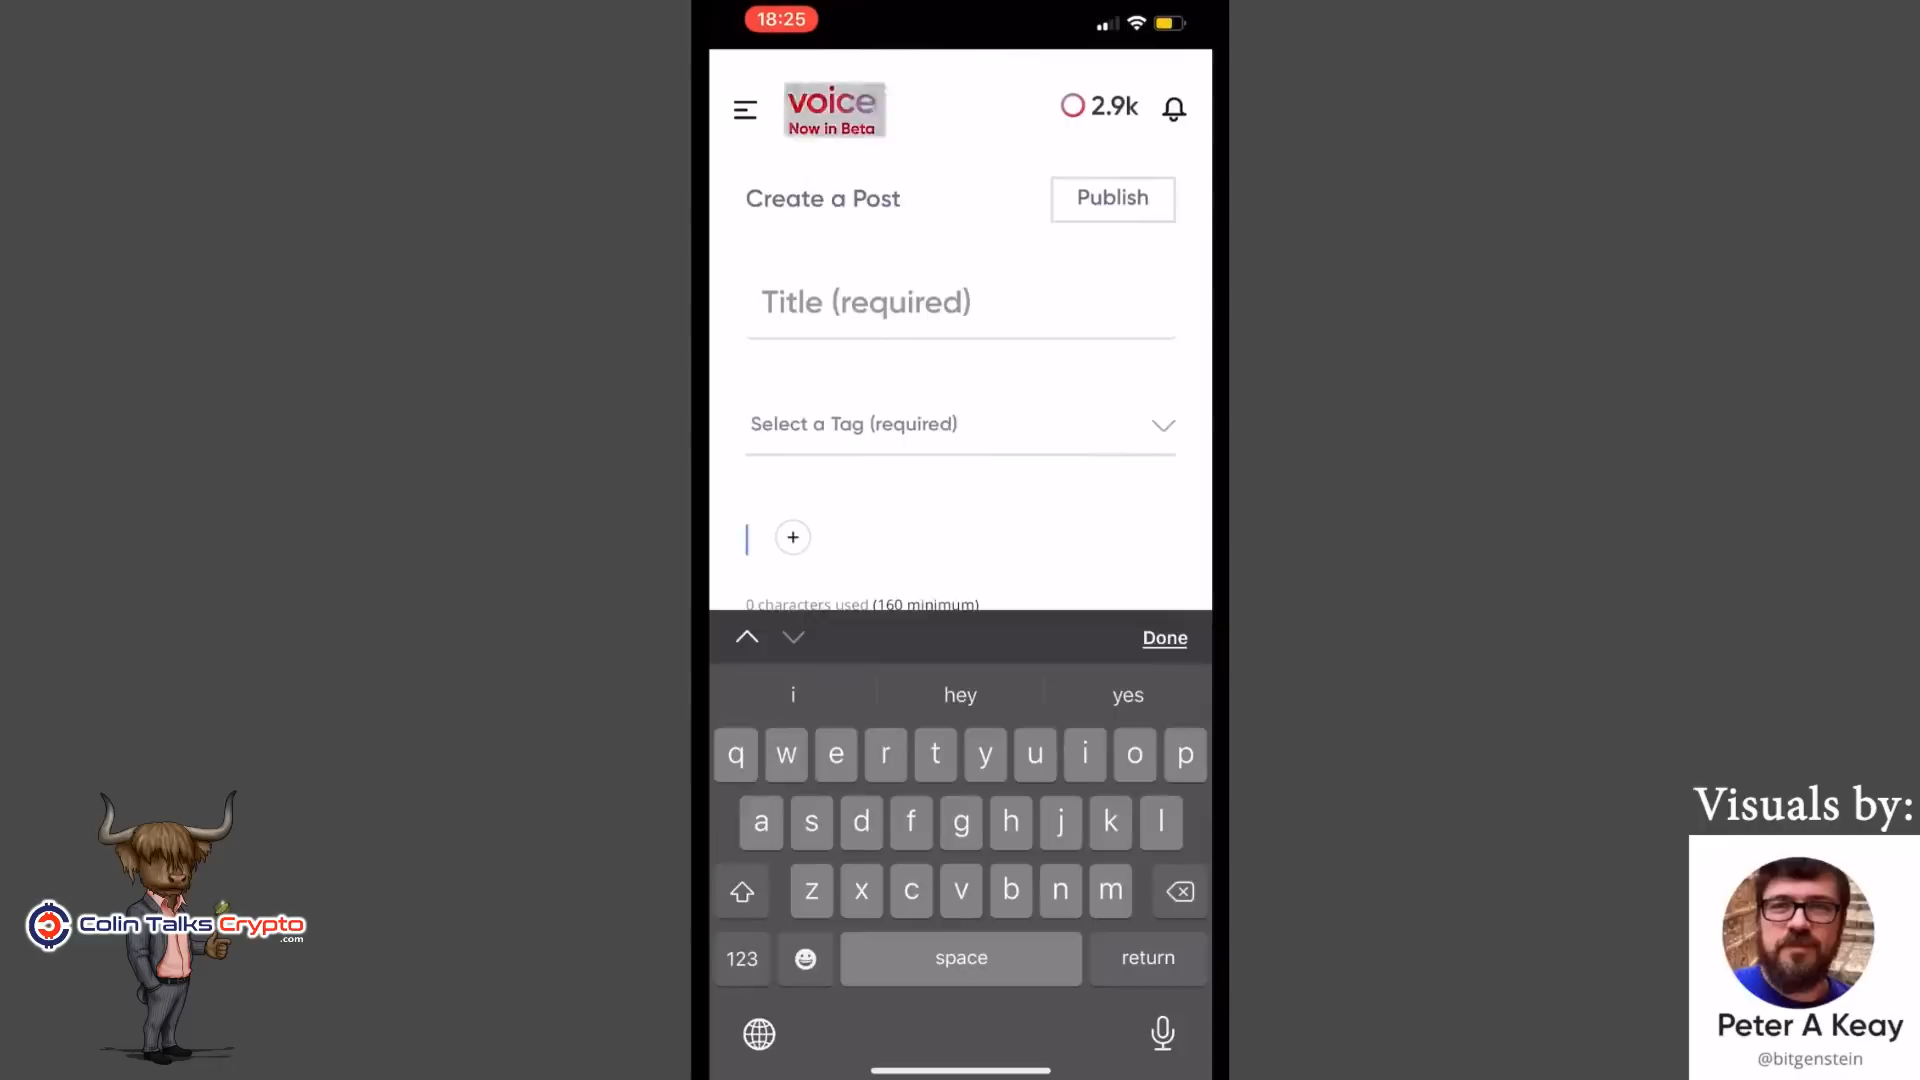 18:25
voice
Now in Beta
2.9k
Create a Post
Publish
Title (required)
Select a Tag (required)
+
0 characters used (160 minimum)
Done
i hey yes
q w e r t y u i o p
a s d f g h j k l
z x c v b n m
123 space return
Colin Talks Crypto
.com
Visuals by:
Peter A Keay
@bitgenstein